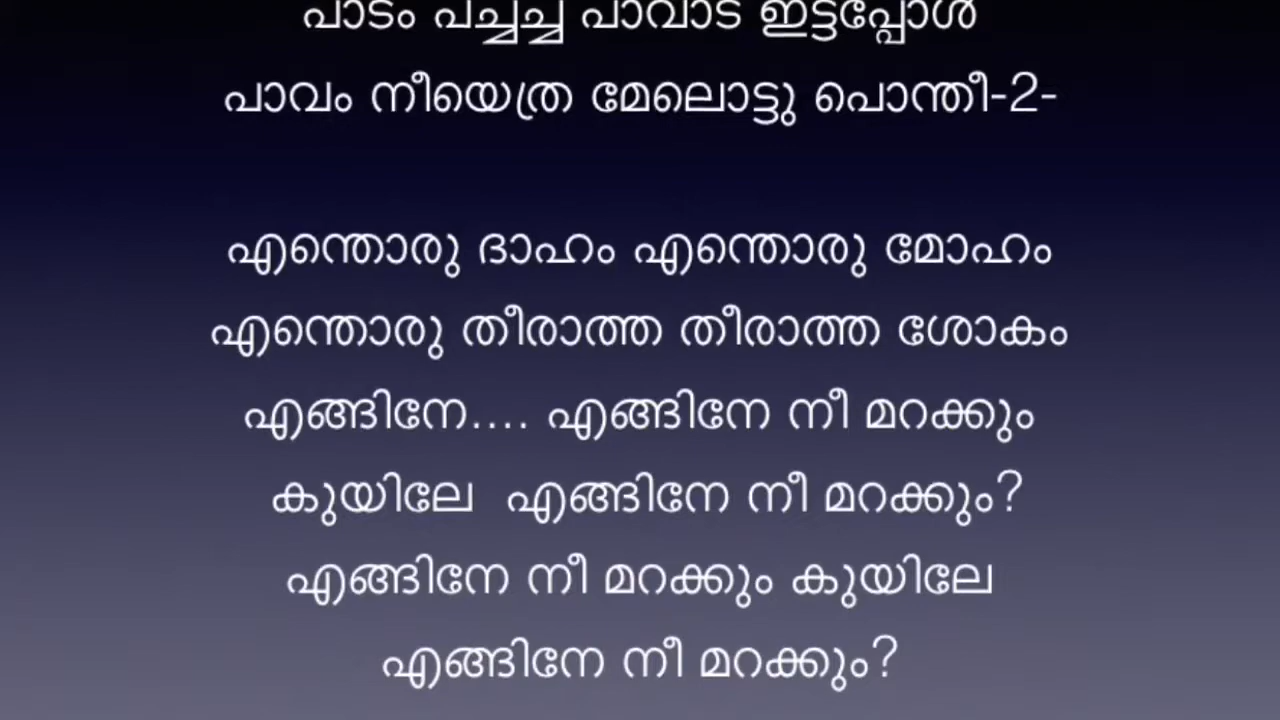 പാടം പച്ചച്ച പാവാട ഇട്ടപ്പോൾ
പാവം നീയെത്ര മേലൊട്ടു പൊന്തീ-2-
എന്തൊരു ദാഹം എന്തൊരു മോഹം
എന്തൊരു തീരാത്ത തീരാത്ത ശോകം
എങ്ങിനേ.... എങ്ങിനേ നീ മറക്കും
കുയിലേ എങ്ങിനേ നീ മറക്കും?
എങ്ങിനേ നീ മറക്കും കുയിലേ
എങ്ങിനേ നീ മറക്കും?